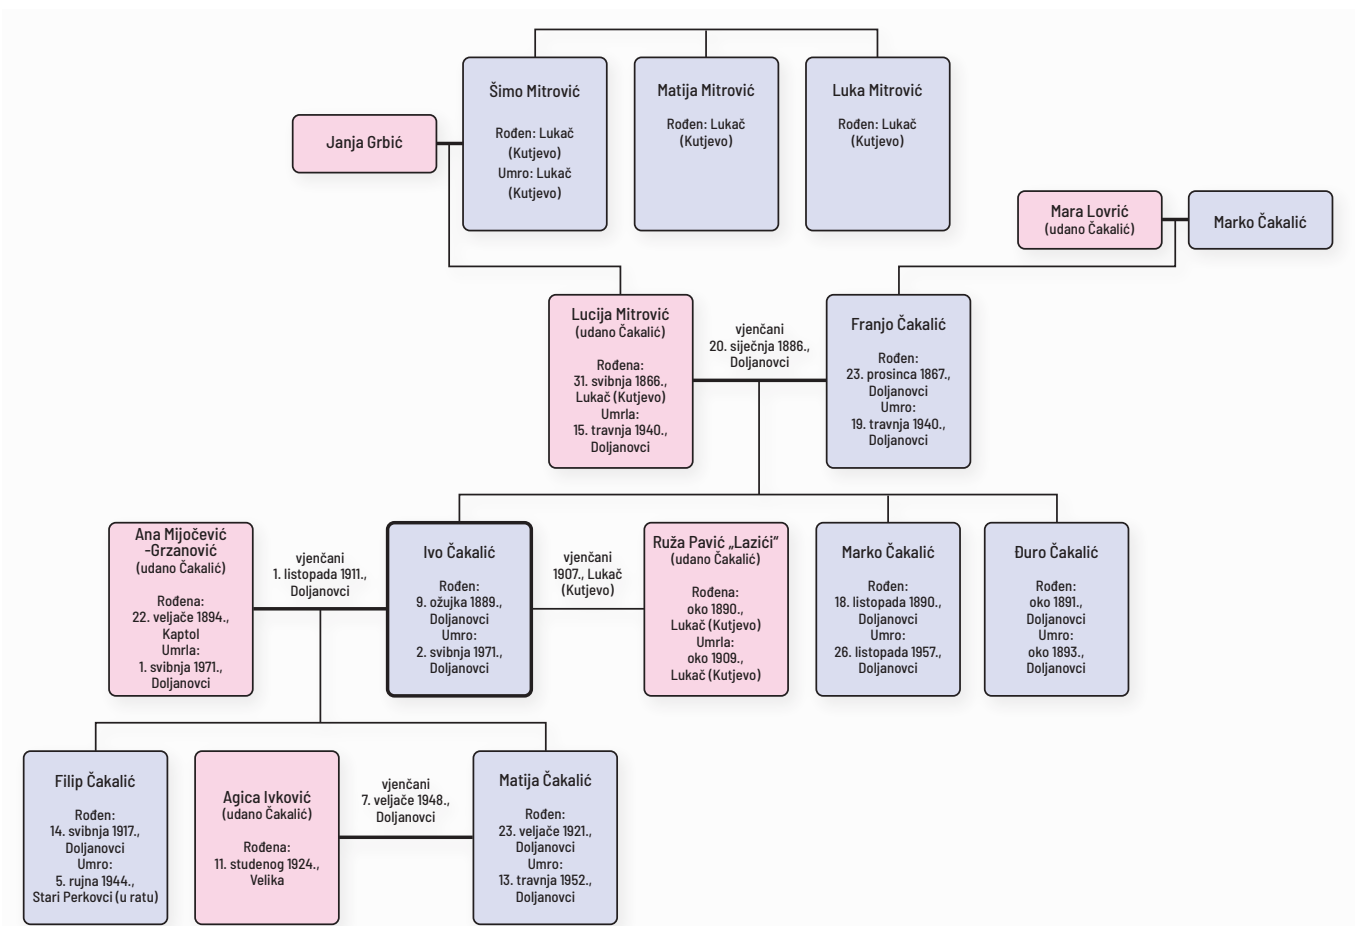 Šimo Mitrović
Rođen: Lukač
(Kutjevo)
Umro: Lukač
(Kutjevo)
Matija Mitrović
Rođen: Lukač
(Kutjevo)
Luka Mitrović
Rođen: Lukač
(Kutjevo)
Janja Grbić
Mara Lovrić
(udano Čakalić)
Marko Čakalić
Lucija Mitrović
(udano Čakalić)
Rođena:
31. svibnja 1866.,
Lukač (Kutjevo)
Umrla:
15. travnja 1940.,
Doljanovci
vjenčani
20. siječnja 1886.,
Doljanovci
Franjo Čakalić
Rođen:
23. prosinca 1867.,
Doljanovci
Umro:
19. travnja 1940.,
Doljanovci
Ana Mijočević
-Grzanović
(udano Čakalić)
Rođena:
22. veljače 1894.,
Kaptol
Umrla:
1. svibnja 1971.,
Doljanovci
vjenčani
1. listopada 1911.,
Doljanovci
Ivo Čakalić
Rođen:
9. ožujka 1889.,
Doljanovci
Umro:
2. svibnja 1971.,
Doljanovci
vjenčani
1907., Lukač
(Kutjevo)
Ruža Pavić „Lazići“
(udano Čakalić)
Rođena:
oko 1890.,
Lukač (Kutjevo)
Umrla:
oko 1909.,
Lukač (Kutjevo)
Marko Čakalić
Rođen:
18. listopada 1890.,
Doljanovci
Umro:
26. listopada 1957.,
Doljanovci
Đuro Čakalić
Rođen:
oko 1891.,
Doljanovci
Umro:
oko 1893.,
Doljanovci
Filip Čakalić
Rođen:
14. svibnja 1917.,
Doljanovci
Umro:
5. rujna 1944.,
Stari Perkovci (u ratu)
Agica Ivković
(udano Čakalić)
Rođena:
11. studenog 1924.,
Velika
vjenčani
7. veljače 1948.,
Doljanovci
Matija Čakalić
Rođen:
23. veljače 1921.,
Doljanovci
Umro:
13. travnja 1952.,
Doljanovci